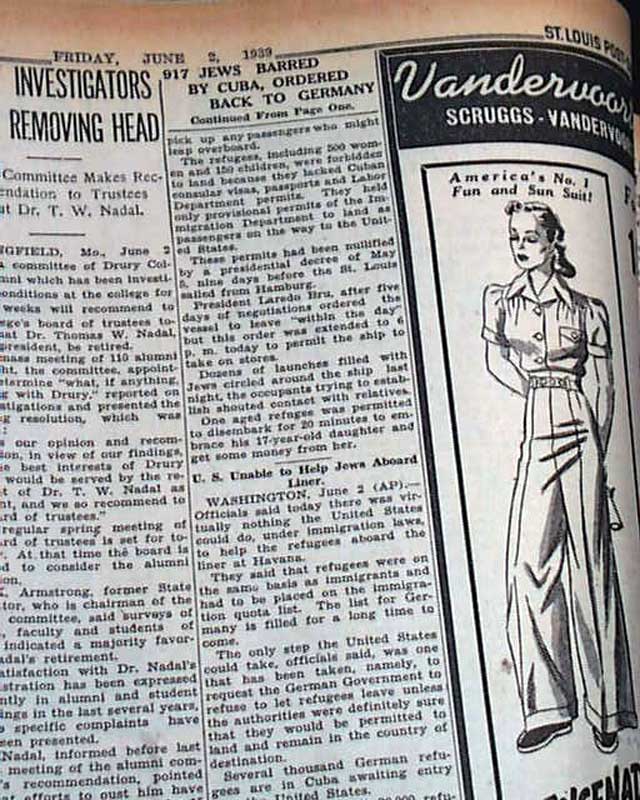 ST. LOUIS POST-
FRIDAY, JUNE 2, 1939
INVESTIGATORS
REMOVING HEAD
Committee Makes Rec-
endation to Trustees
at Dr. T. W. Nadal.
NGFIELD, Mo., June 2
committee of Drury Col-
mni which has been investi-
onditions at the college for
weeks will recommend to
ege's board of trustees to-
at Dr. Thomas W. Nadal,
president, be retired.
mass meeting of 110 alumni
ht, the committee, appoint-
etermine "what, if anything,
g with Drury," reported on
stigations and presented the
g resolution, which was
:
our opinion and recom-
ion, in view of our findings,
e best interests of Drury
would be served by the re-
t of Dr. T. W. Nadal as
nt, and we so recommend to
ard of trustees."
regular spring meeting of
rd of trustees is set for to-
. At that time the board is
d to consider the alumni
on.
Armstrong, former State
tor, who is chairman of the
committee, said surveys of
, faculty and students of
indicated a majority favor-
adal's retirement.
atisfaction with Dr. Nadal's
stration has been expressed
ntly in alumni and student
ings in the last several years,
specific complaints have
een presented.
Nadal, informed before last
meeting of the alumni com-
's recommendation, pointed
efforts to oust him have
917 JEWS BARRED
BY CUBA, ORDERED
BACK TO GERMANY
Continued From Page One.
pick up any passengers who might
leap overboard.
The refugees, including 500 wom-
en and 150 children, were forbidden
to land because they lacked Cuban
consular visas, passports and Labor
Department permits. They held
only provisional permits of the Im-
migration Department to land as
passengers on the way to the Unit-
ed States.
These permits had been nullified
by a presidential decree of May
5, nine days before the St. Louis
sailed from Hamburg.
President Laredo Bru, after five
days of negotiations ordered the
vessel to leave "within the day"
but this order was extended to 6
p. m. today to permit the ship to
take on stores.
Dozens of launches filled with
Jews circled around the ship last
night, the occupants trying to estab-
lish shouted contact with relatives.
One aged refugee was permitted
to disembark for 20 minutes to em-
brace his 17-year-old daughter and
get some money from her.
U. S. Unable to Help Jews Aboard
Liner.
WASHINGTON, June 2 (AP).—
Officials said today there was vir-
tually nothing the United States
could do, under immigration laws,
to help the refugees aboard the
liner at Havana.
They said that refugees were on
the same basis as immigrants and
had to be placed on the immigra-
tion quota list. The list for Ger-
many is filled for a long time to
come.
The only step the United States
could take, officials said, was one
that has been taken, namely, to
request the German Government to
refuse to let refugees leave unless
the authorities were definitely sure
that they would be permitted to
land and remain in the country of
destination.
Several thousand German refu-
gees are in Cuba awaiting entry
United States.
refu-
Vandervoor
SCRUGGS - VANDERVOO
America's No. 1
Fun and Sun Suit!